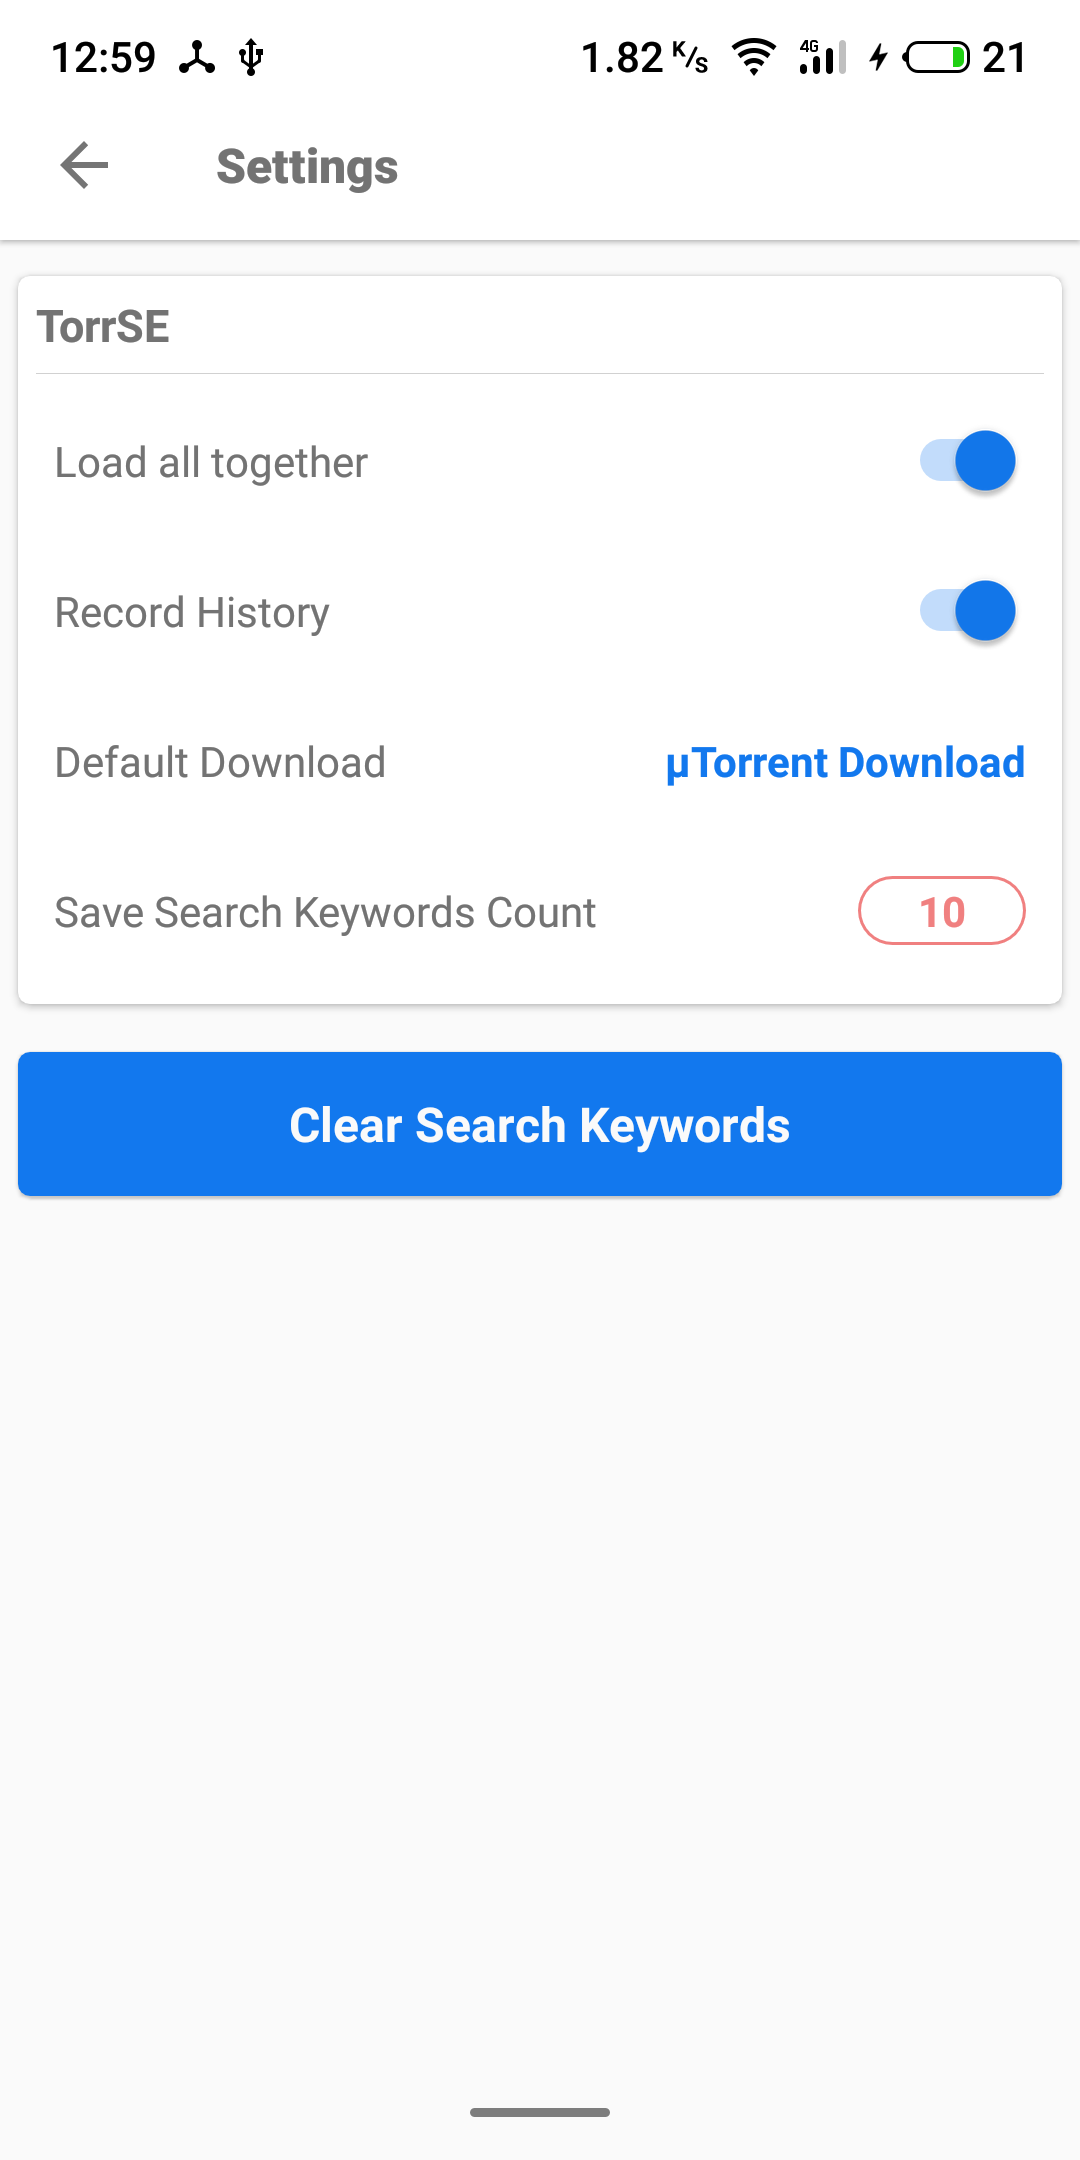 12:59 1.82 K/s 4G 21
Settings
TorrSE
Load all together
Record History
Default Download µTorrent Download
Save Search Keywords Count 10
Clear Search Keywords